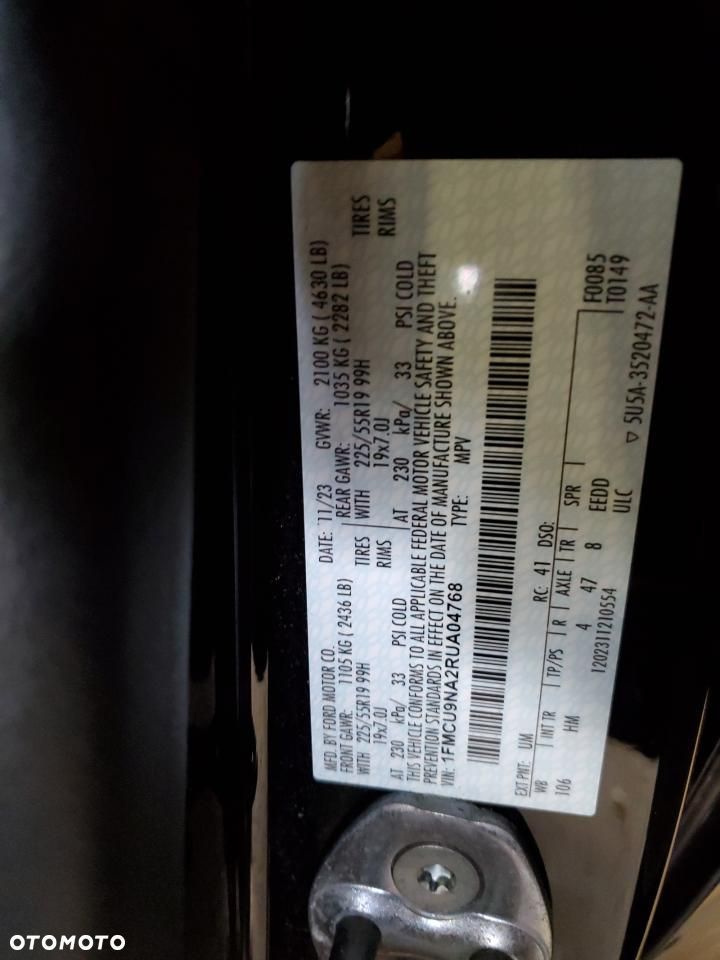 MFD. BY FORD MOTOR CO. DATE: 11/23 GVWR: 2100 KG ( 4630 LB)
FRONT GAWR: 1105 KG ( 2436 LB) REAR GAWR: 1035 KG ( 2282 LB)
WITH 225/55R19 99H TIRES WITH 225/55R19 99H TIRES
19x7.0J RIMS 19x7.0J RIMS
AT 230 kPa/ 33 PSI COLD AT 230 kPa/ 33 PSI COLD
THIS VEHICLE CONFORMS TO ALL APPLICABLE FEDERAL MOTOR VEHICLE SAFETY AND THEFT
PREVENTION STANDARDS IN EFFECT ON THE DATE OF MANUFACTURE SHOWN ABOVE.
VIN: 1FMCU9NA2RUA04768 TYPE: MPV
EXT PNT: UM RC: 41 DSO:
WB INT TR TP/PS R AXLE TR SPR F0085
106 HM 4 47 8 EEDD T0149
1202311210554 ULC ▽ 5U5A-3520472-AA
OTOMOTO